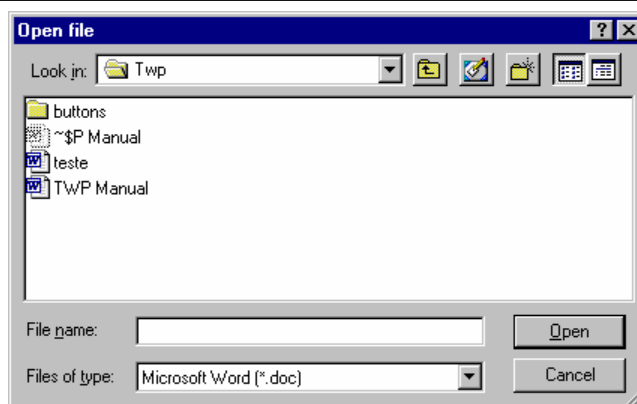 Open file
Look in: Twp
buttons
~$P Manual
teste
TWP Manual
File name: Open
Files of type: Microsoft Word (*.doc) Cancel